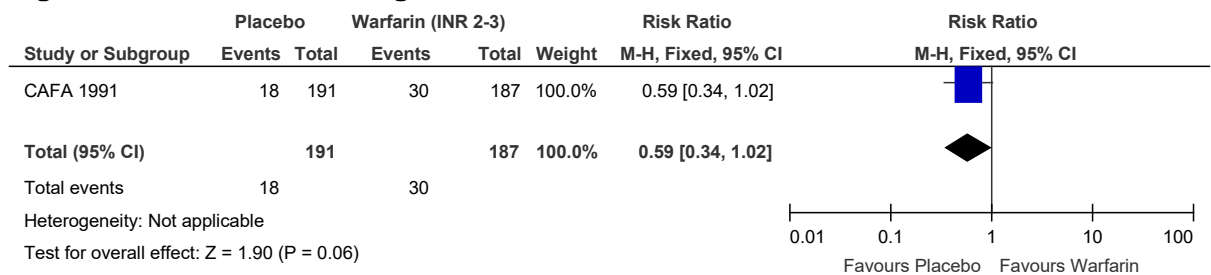 Placebo Warfarin (INR 2-3) Risk Ratio Risk Ratio
Study or Subgroup Events Total Events Total Weight M-H, Fixed, 95% CI M-H, Fixed, 95% CI
CAFA 1991 18 191 30 187 100.0% 0.59 [0.34, 1.02]
Total (95% CI) 191 187 100.0% 0.59 [0.34, 1.02]
Total events 18 30
Heterogeneity: Not applicable
Test for overall effect: Z = 1.90 (P = 0.06)
0.01 0.1 1 10 100
Favours Placebo Favours Warfarin